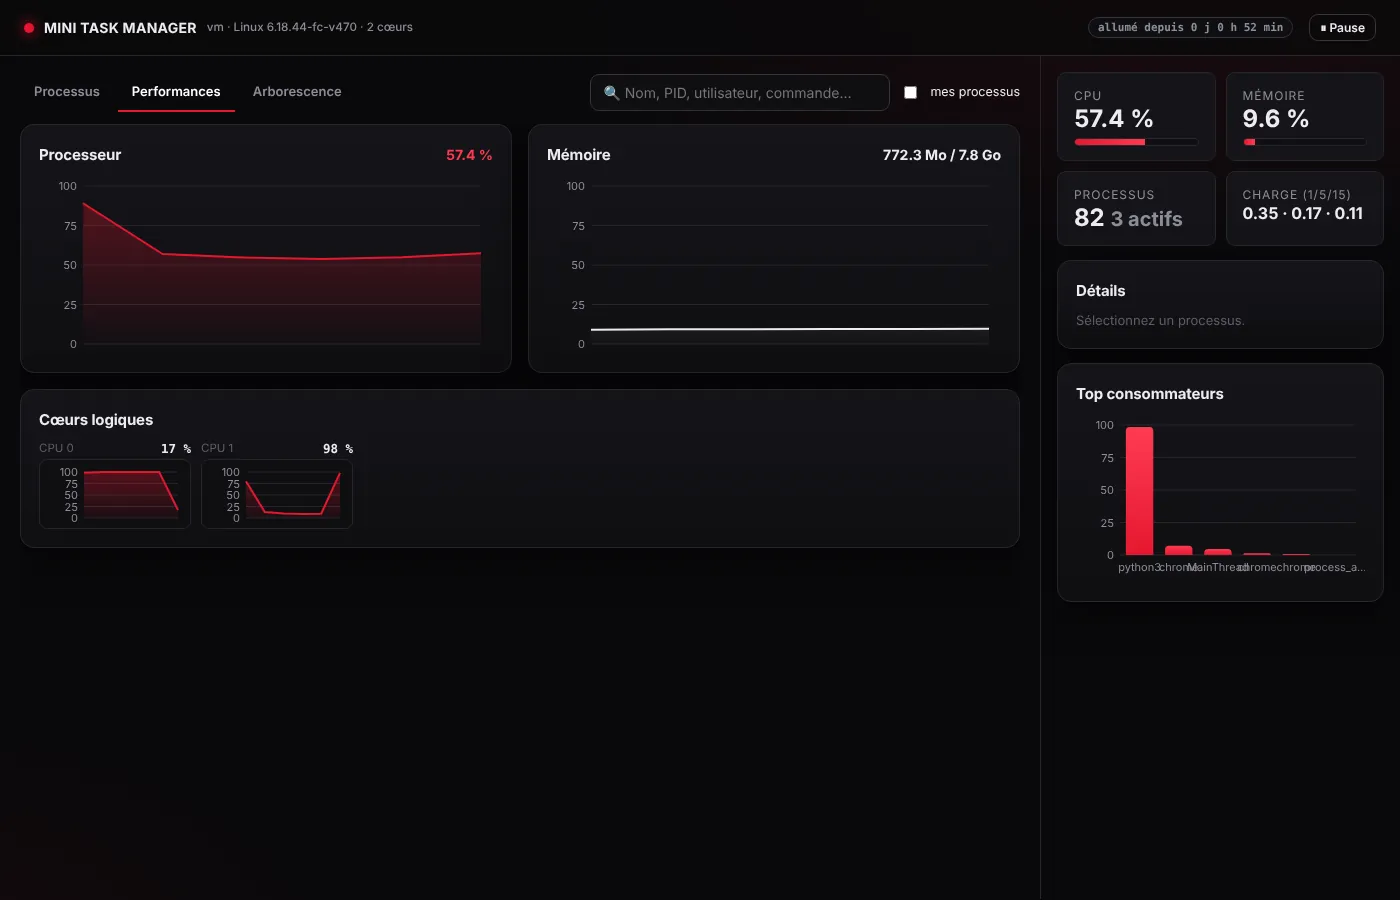 MINI TASK MANAGER vm · Linux 6.18.44-fc-v470 · 2 cœurs
allumé depuis 0 j 0 h 52 min
Pause
Processus Performances Arborescence
🔍 Nom, PID, utilisateur, commande...
mes processus
Processeur 57.4 %
100
75
50
25
0
Mémoire 772.3 Mo / 7.8 Go
100
75
50
25
0
Cœurs logiques
CPU 0 17 %
100
75
50
25
0
CPU 1 98 %
100
75
50
25
0
CPU
57.4 %
MÉMOIRE
9.6 %
PROCESSUS
82 3 actifs
CHARGE (1/5/15)
0.35 · 0.17 · 0.11
Détails
Sélectionnez un processus.
Top consommateurs
100
75
50
25
0
python3 chrome MainThread chrome chrome process_a...